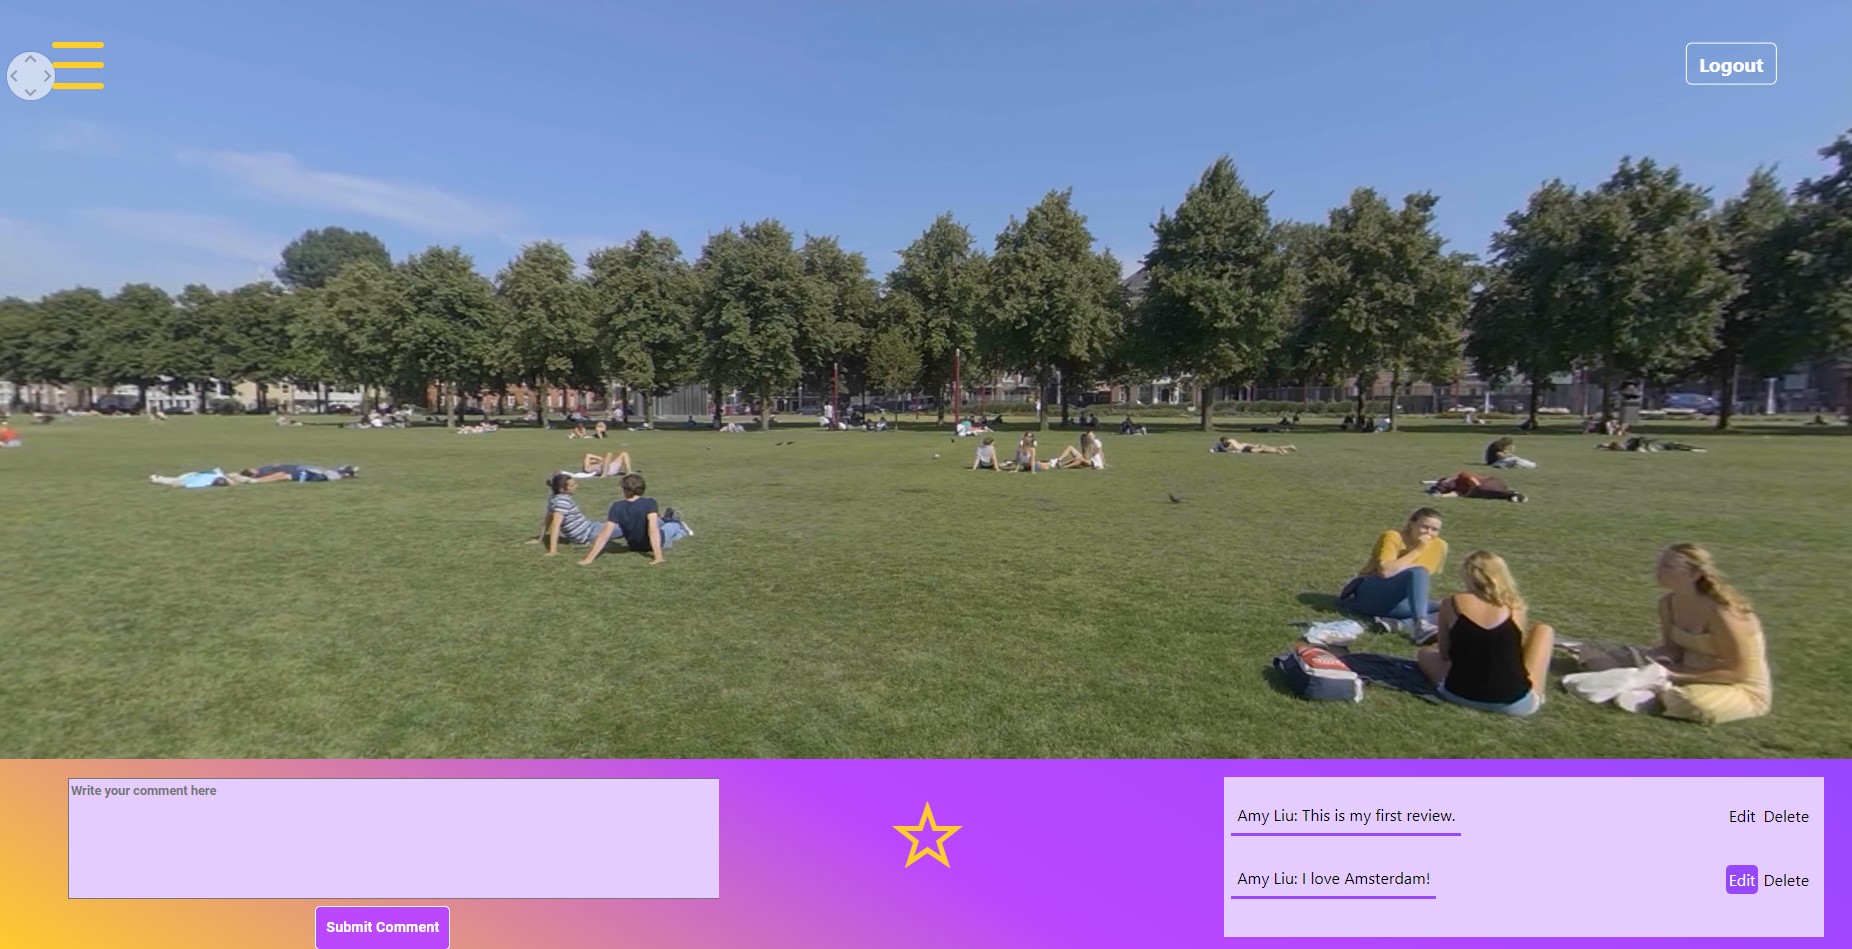 Logout
Write your comment here
Submit Comment
Amy Liu: This is my first review. Edit Delete
Amy Liu: I love Amsterdam! Edit Delete